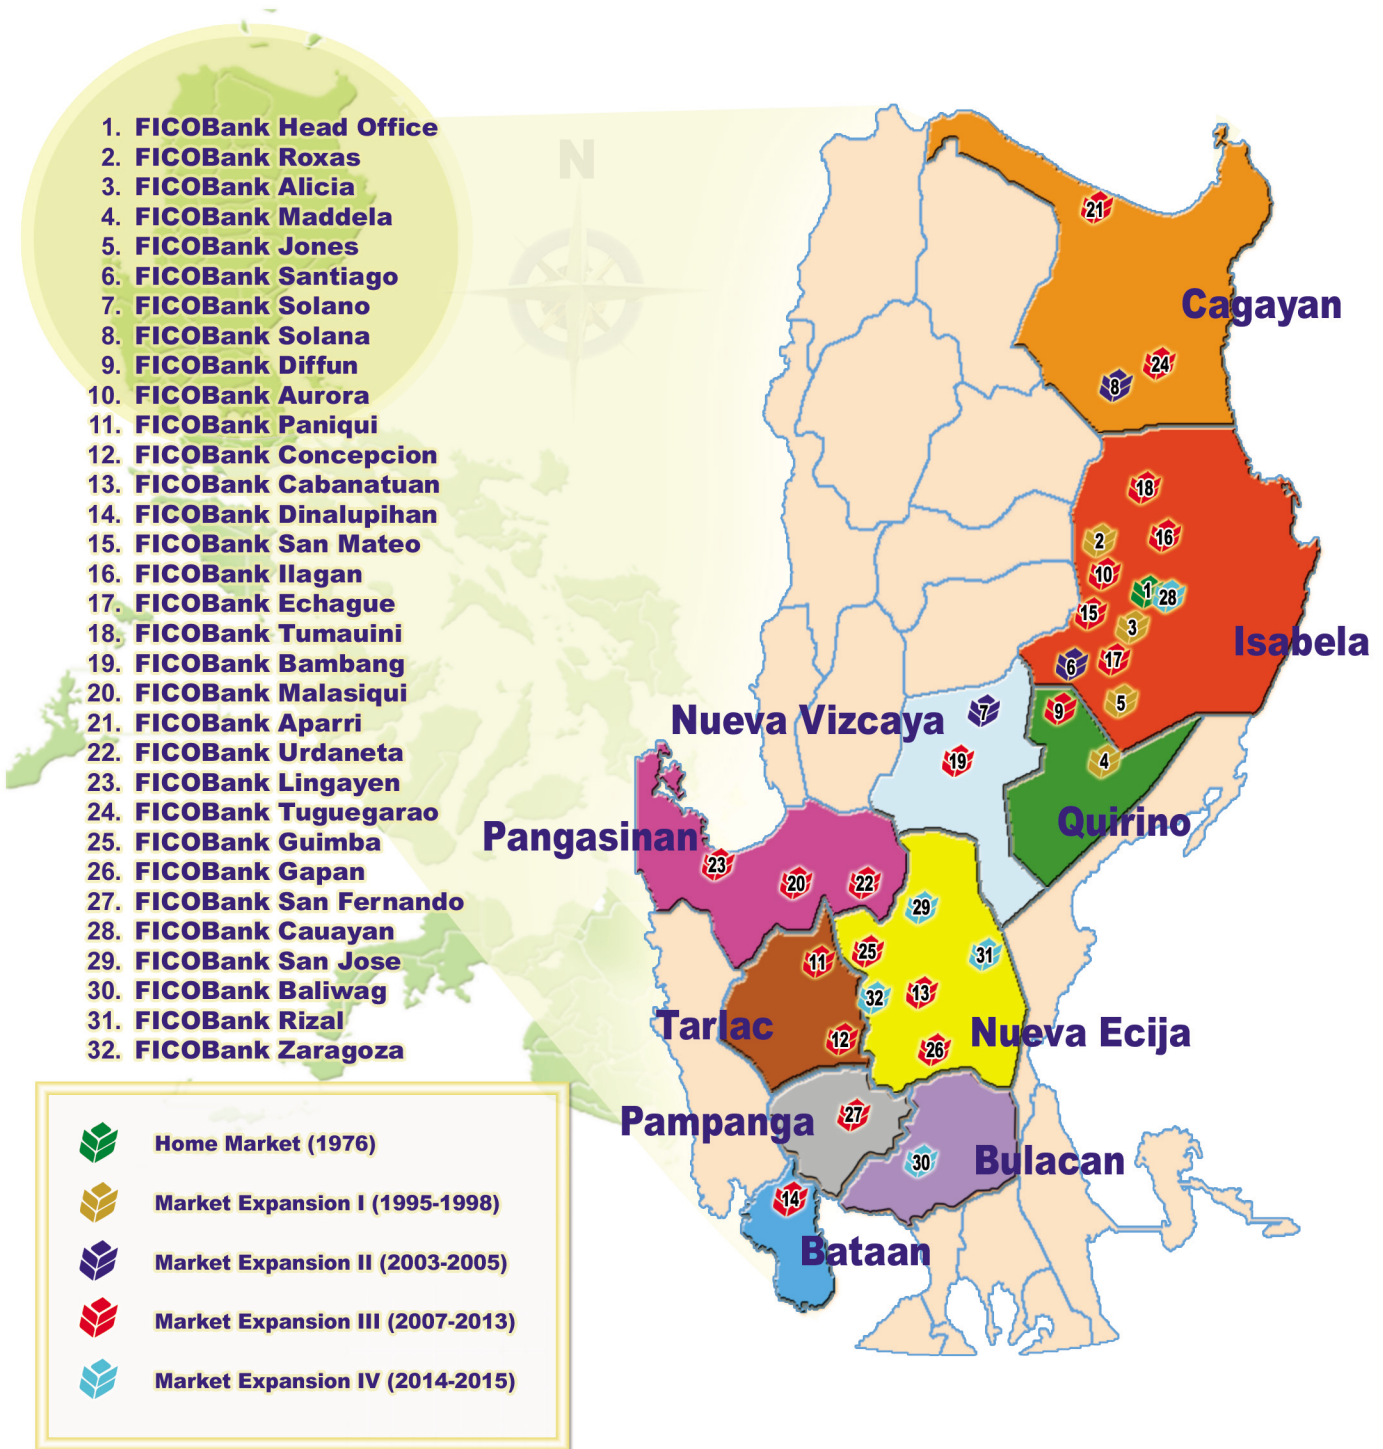 1. FICOBank Head Office
2. FICOBank Roxas
3. FICOBank Alicia
4. FICOBank Maddela
5. FICOBank Jones
6. FICOBank Santiago
7. FICOBank Solano
8. FICOBank Solana
9. FICOBank Diffun
10. FICOBank Aurora
11. FICOBank Paniqui
12. FICOBank Concepcion
13. FICOBank Cabanatuan
14. FICOBank Dinalupihan
15. FICOBank San Mateo
16. FICOBank Ilagan
17. FICOBank Echague
18. FICOBank Tumauini
19. FICOBank Bambang
20. FICOBank Malasiqui
21. FICOBank Aparri
22. FICOBank Urdaneta
23. FICOBank Lingayen
24. FICOBank Tuguegarao
25. FICOBank Guimba
26. FICOBank Gapan
27. FICOBank San Fernando
28. FICOBank Cauayan
29. FICOBank San Jose
30. FICOBank Baliwag
31. FICOBank Rizal
32. FICOBank Zaragoza
Home Market (1976)
Market Expansion I (1995-1998)
Market Expansion II (2003-2005)
Market Expansion III (2007-2013)
Market Expansion IV (2014-2015)
N
21
Cagayan
24
8
18
2
16
10
1
28
15
3
Isabela
6
17
5
9
7
Nueva Vizcaya
19
4
Quirino
Pangasinan
23
20
22
29
25
31
11
32
13
Tarlac
12
Nueva Ecija
26
27
Pampanga
30
Bulacan
14
Bataan